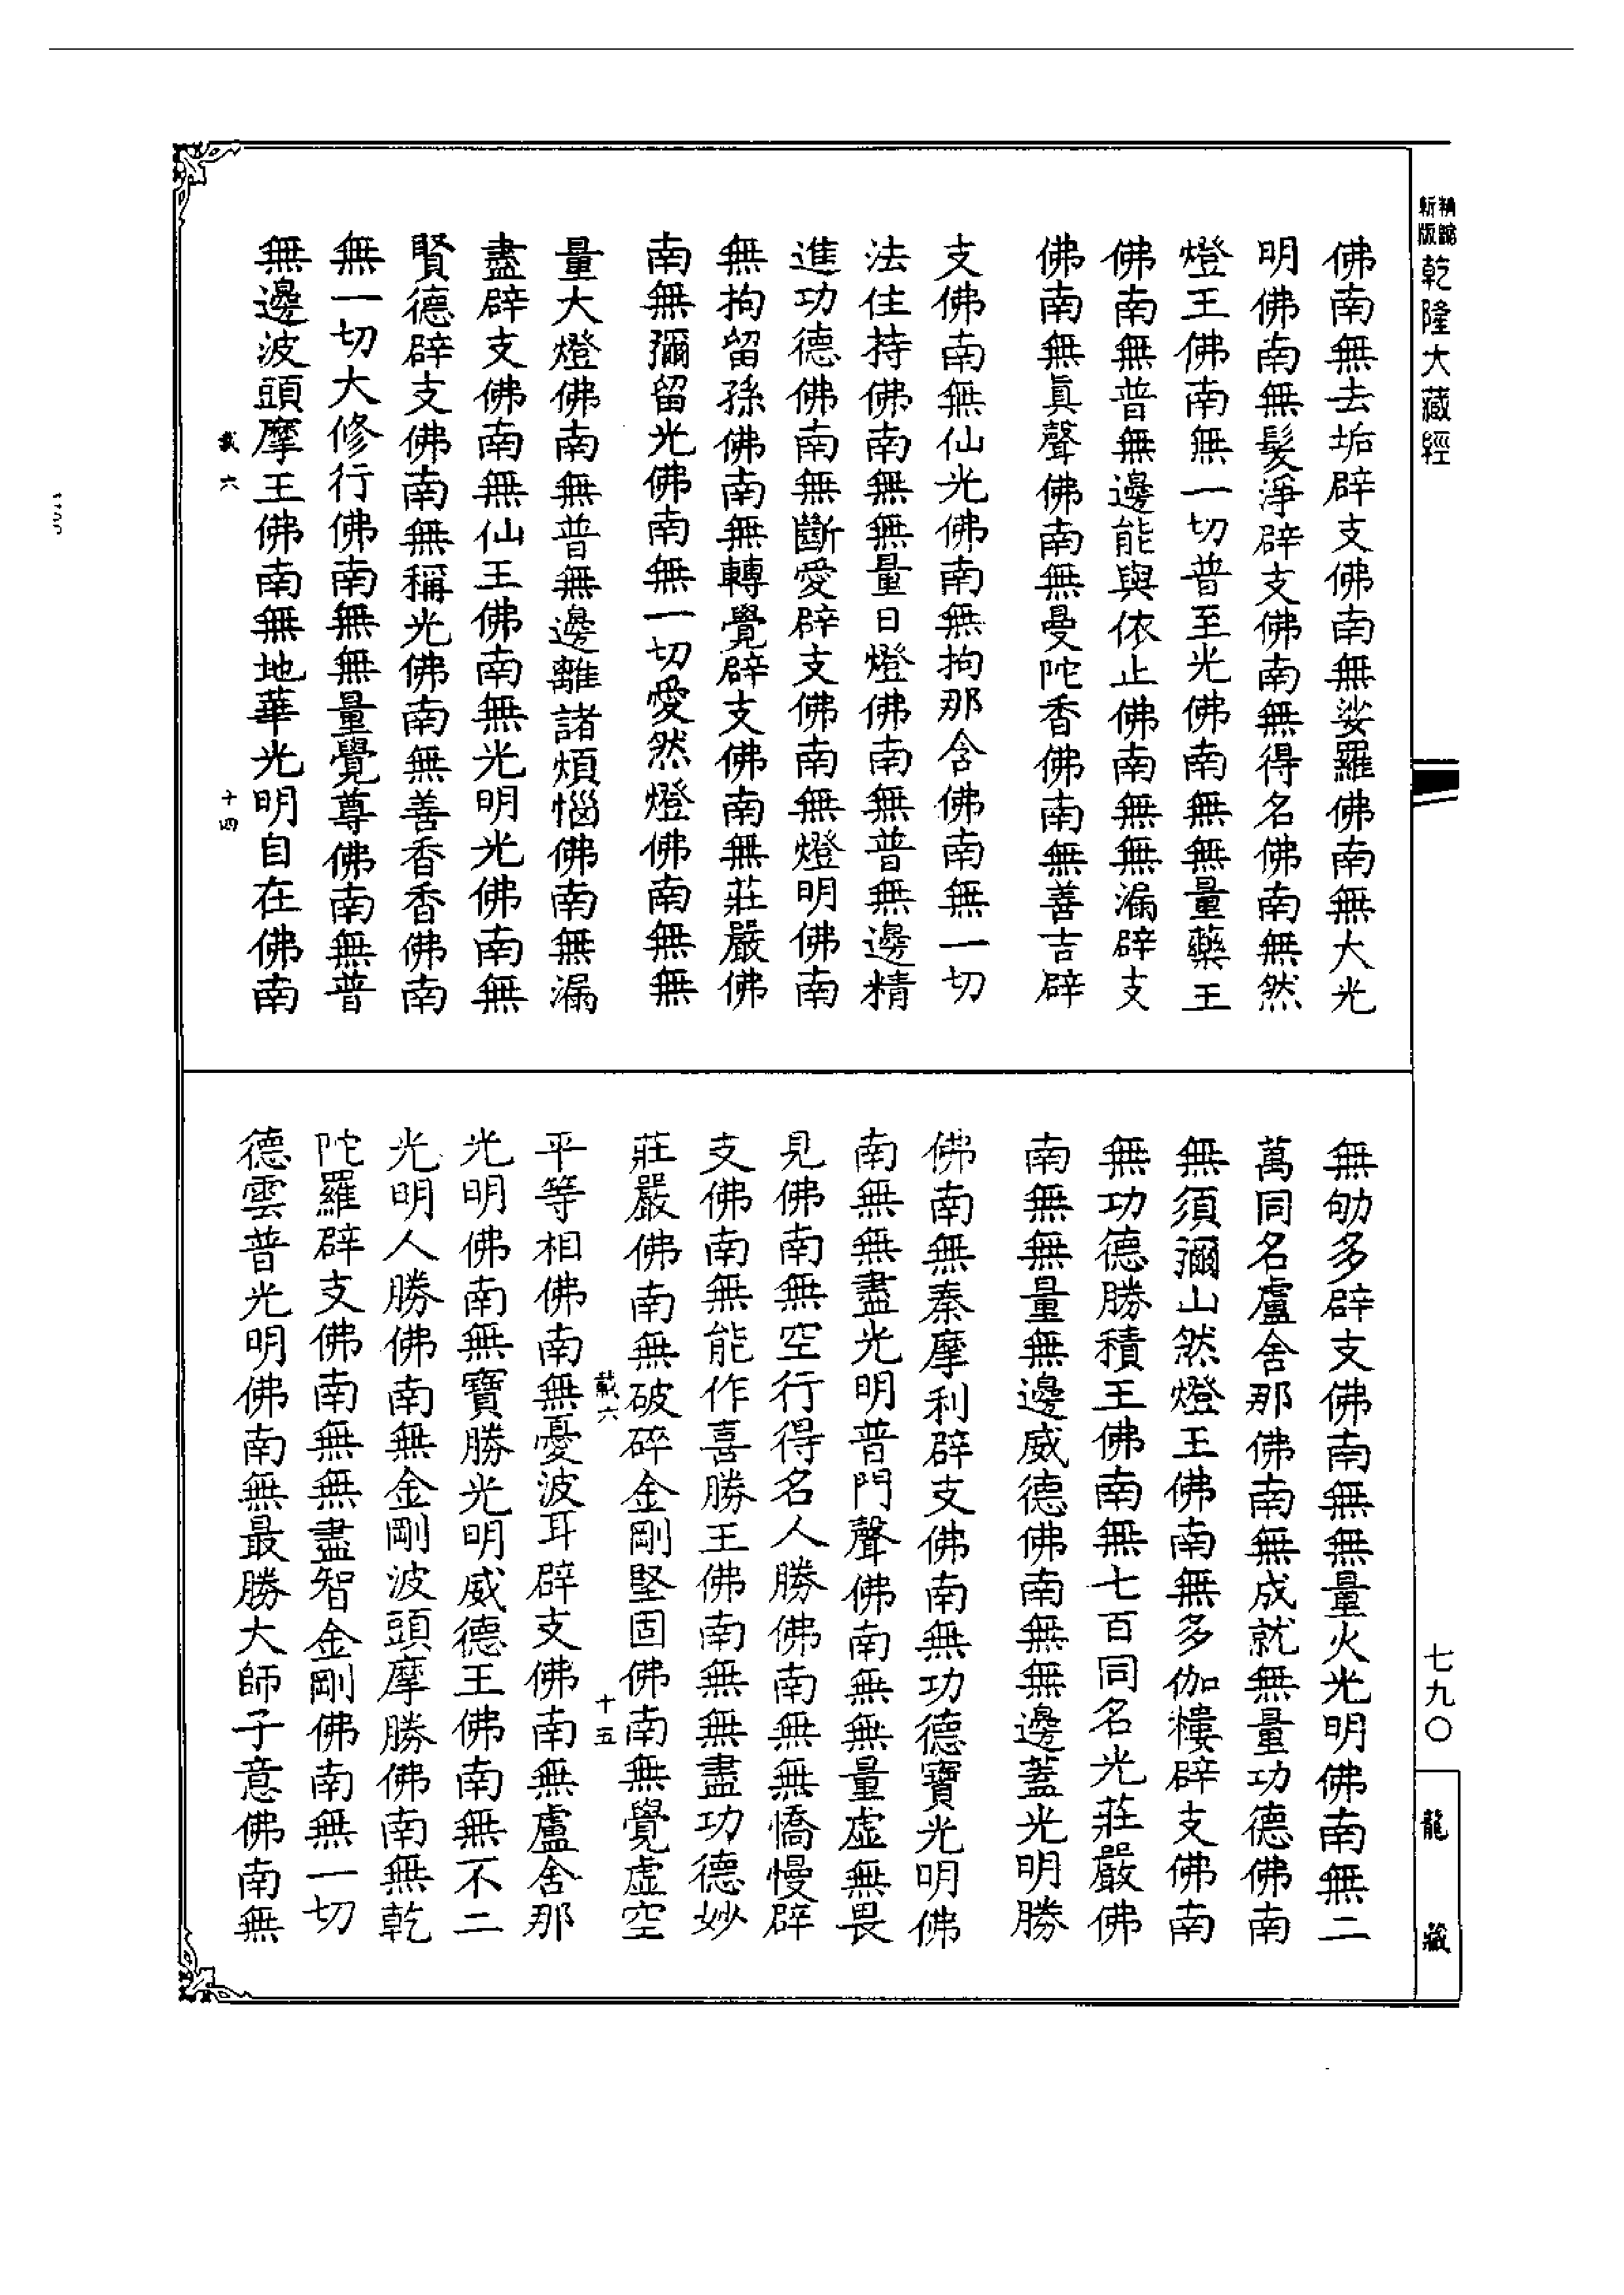 精縮
新版
乾隆大藏經
佛南無去垢辟支佛南無娑羅佛南無大光
明佛南無髮淨辟支佛南無得名佛南無然
燈王佛南無一切普至光佛南無無量藥王
佛南無普無邊能與依止佛南無無漏辟支
佛南無眞聲佛南無曼陀香佛南無善吉辟
支佛南無仙光佛南無拘那含佛南無一切
法住持佛南無無量日燈佛南無普無邊精
進功德佛南無斷愛辟支佛南無燈明佛南
無拘留孫佛南無轉覺辟支佛南無莊嚴佛
南無彌留光佛南無一切愛然燈佛南無無
量大燈佛南無普無邊離諸煩惱佛南無漏
盡辟支佛南無仙王佛南無光明光佛南無
賢德辟支佛南無稱光佛南無善香香佛南
無一切大修行佛南無無量覺尊佛南無普
無邊波頭摩王佛南無地華光明自在佛南
載六 十四
無劬多辟支佛南無無量火光明佛南無二
萬同名盧舍那佛南無成就無量功德佛南
無須彌山然燈王佛南無多伽樓辟支佛南
無功德勝積王佛南無七百同名光莊嚴佛
南無無量無邊威德佛南無無邊蓋光明勝
佛南無秦摩利辟支佛南無功德寶光明佛
南無無盡光明普門聲佛南無無量虛無畏
見佛南無空行得名人勝佛南無無憍慢辟
支佛南無能作喜勝王佛南無無盡功德妙
莊嚴佛南無破碎金剛堅固佛南無覺虛空
載六 十五
平等相佛南無憂波耳辟支佛南無盧舍那
光明佛南無寶勝光明威德王佛南無不二
光明人勝佛南無金剛波頭摩勝佛南無乾
陀羅辟支佛南無無盡智金剛佛南無一切
德雲普光明佛南無最勝大師子意佛南無
七九〇
龍藏